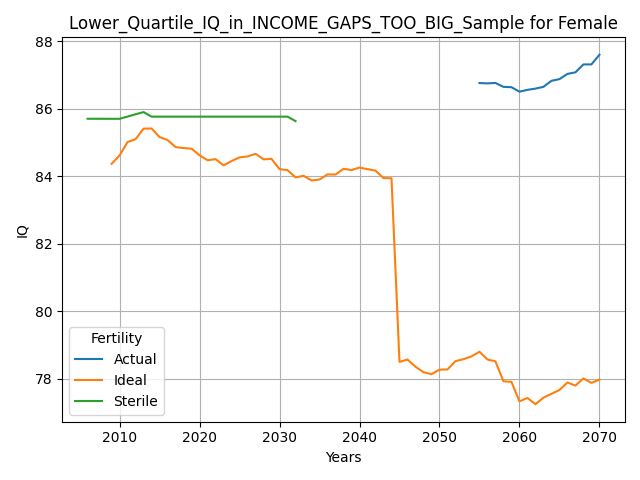 Lower_Quartile_IQ_in_INCOME_GAPS_TOO_BIG_Sample for Female
88
86
84
82
80
78
IQ
Fertility
Actual
Ideal
Sterile
2010 2020 2030 2040 2050 2060 2070
Years